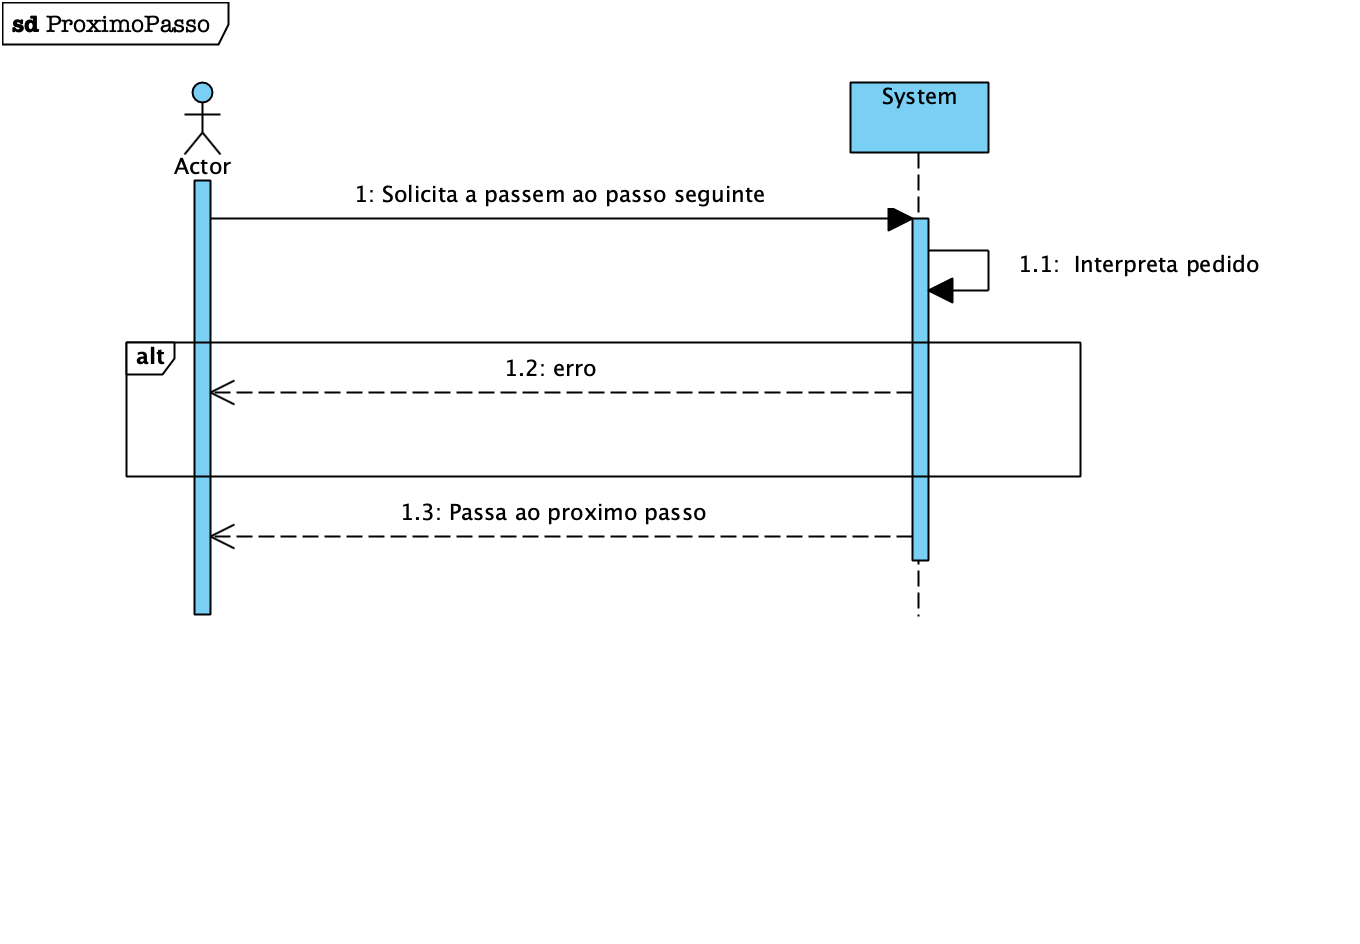 sd ProximoPasso
Actor
System
1: Solicita a passem ao passo seguinte
1.1:  Interpreta pedido
alt
1.2: erro
1.3: Passa ao proximo passo